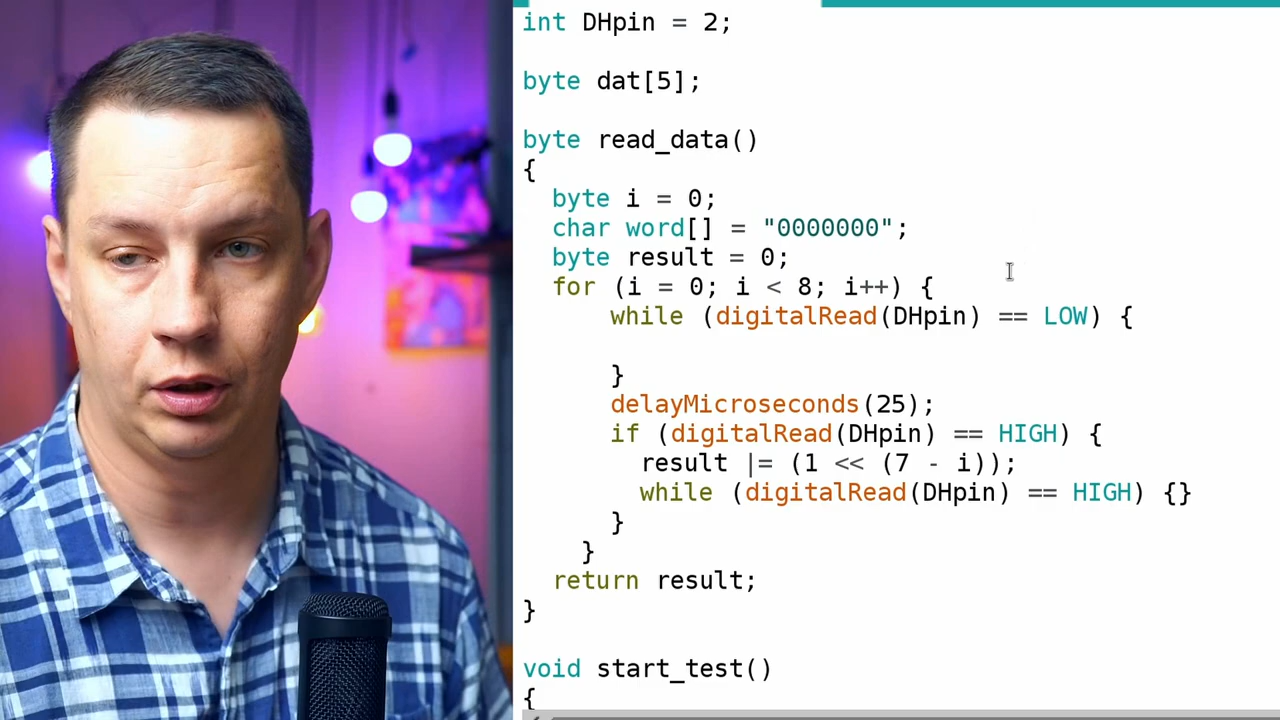 int DHpin = 2;
byte dat[5];
byte read_data()
{
byte i = 0;
char word[] = "0000000";
byte result = 0;
for (i = 0; i < 8; i++) {
while (digitalRead(DHpin) == LOW) {
}
delayMicroseconds(25);
if (digitalRead(DHpin) == HIGH) {
result |= (1 << (7 - i));
while (digitalRead(DHpin) == HIGH) {}
}
}
return result;
}
void start_test()
{